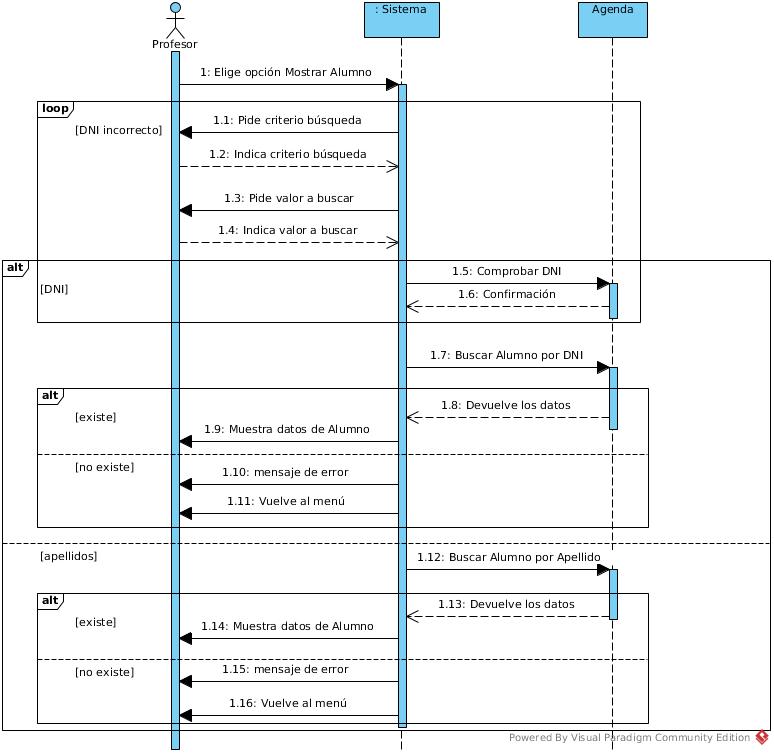 : Sistema
Agenda
Profesor
1: Elige opción Mostrar Alumno
loop
[DNI incorrecto]
1.1: Pide criterio búsqueda
1.2: Indica criterio búsqueda
1.3: Pide valor a buscar
1.4: Indica valor a buscar
alt
[DNI]
1.5: Comprobar DNI
1.6: Confirmación
1.7: Buscar Alumno por DNI
alt
[existe]
1.8: Devuelve los datos
1.9: Muestra datos de Alumno
[no existe]
1.10: mensaje de error
1.11: Vuelve al menú
[apellidos]
1.12: Buscar Alumno por Apellido
alt
1.13: Devuelve los datos
[existe]
1.14: Muestra datos de Alumno
[no existe]
1.15: mensaje de error
1.16: Vuelve al menú
Powered By Visual Paradigm Community Edition